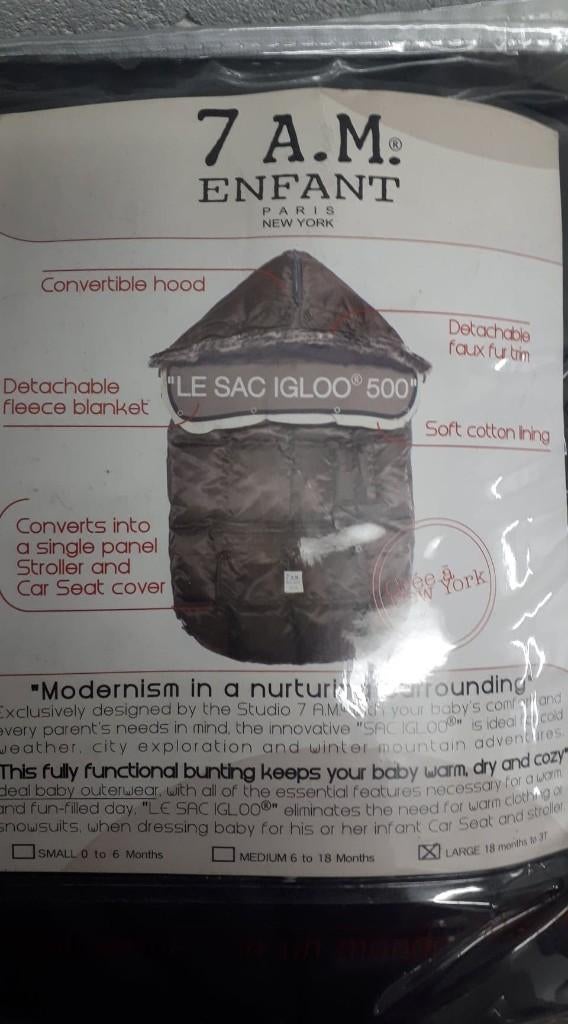 7 A.M.®
ENFANT
PARIS
NEW YORK
Convertible hood
Detachable
faux fur trim
Detachable
fleece blanket
"LE SAC IGLOO® 500"
Soft cotton lining
Converts into
a single panel
Stroller and
Car Seat cover
7 A.M.
Créée à
New York
"Modernism in a nurturing surrounding"
Exclusively designed by the Studio 7 A.M. with your baby's comfort and
every parent's needs in mind, the innovative "SAC IGLOO®" is ideal cold
weather, city exploration and winter mountain adventures.
This fully functional bunting keeps your baby warm, dry and cozy"
deal baby outerwear, with all of the essential features necessary for a warm
and fun-filled day, "LE SAC IGLOO®" eliminates the need for warm clothing or
snowsuits, when dressing baby for his or her infant Car Seat and stroller
SMALL 0 to 6 Months
MEDIUM 6 to 18 Months
LARGE 18 months to 3T